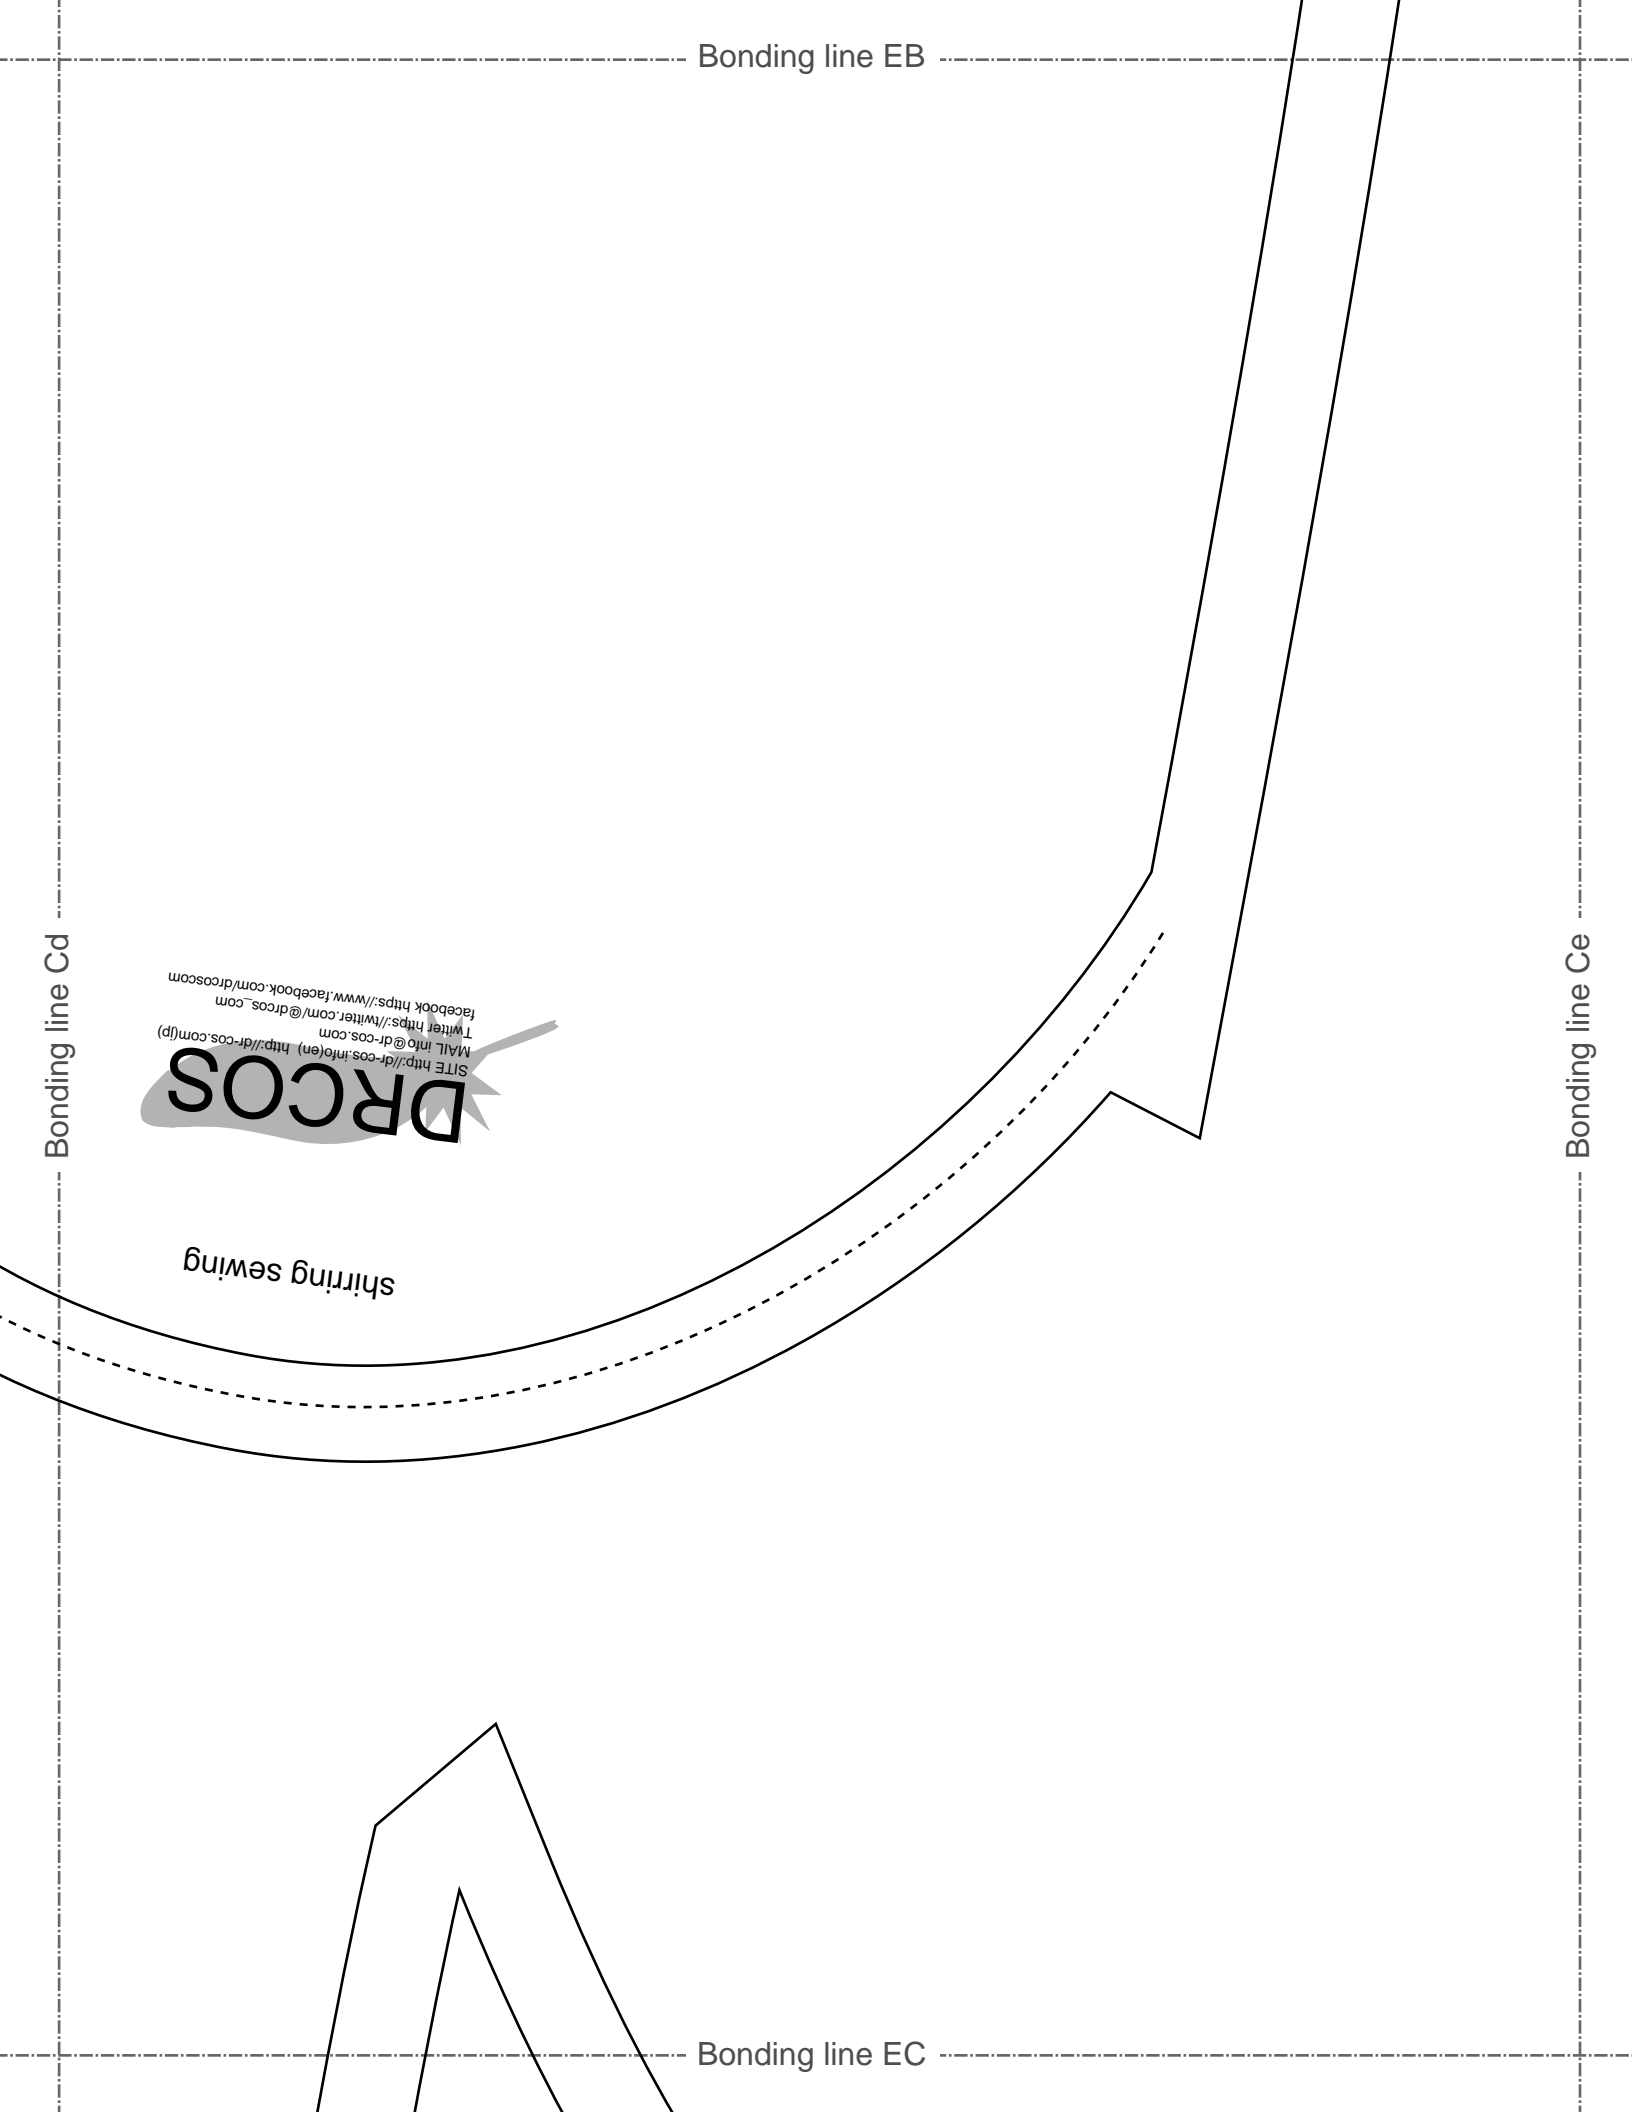 Bonding line EB
Bonding line Cd
Bonding line Ce
DRCOS
SITE http://dr-cos.info(en) http://dr-cos.com(jp)
MAIL info@dr-cos.com
Twitter https://twitter.com/@drcos_com
facebook https://www.facebook.com/drcoscom
shirring sewing
Bonding line EC